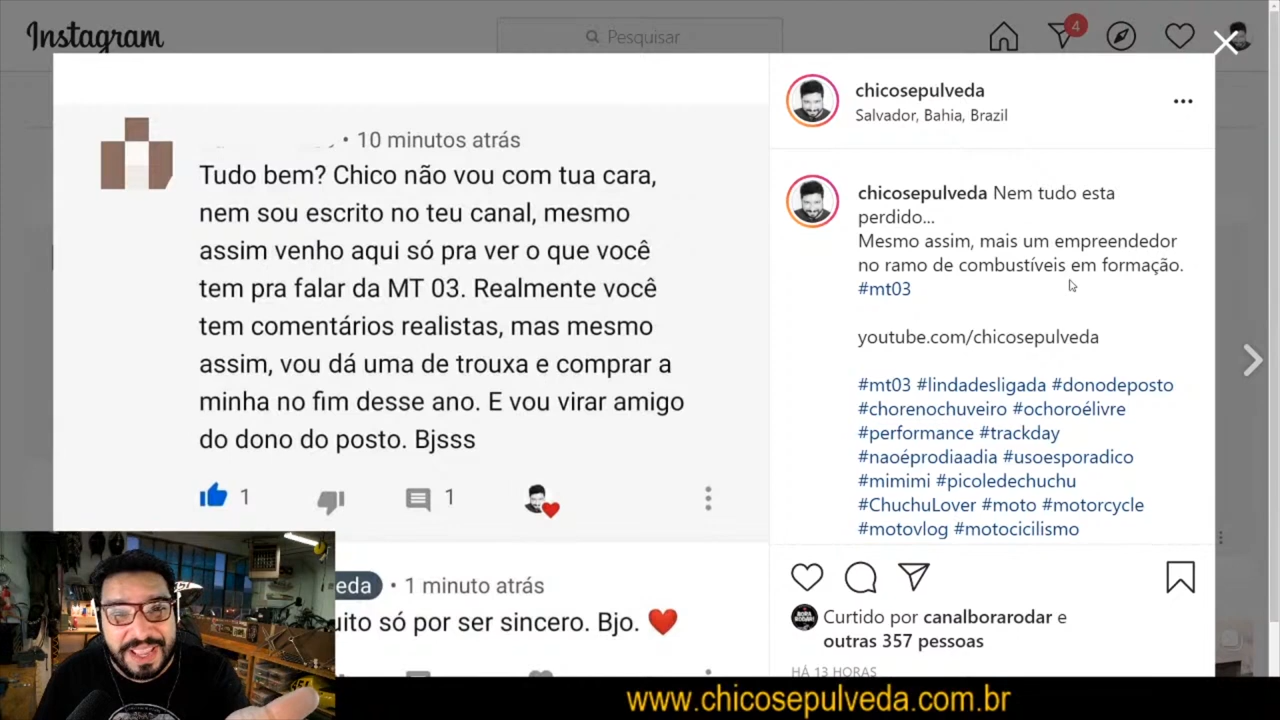 Instagram
Pesquisar
4
• 10 minutos atrás
Tudo bem? Chico não vou com tua cara,
nem sou escrito no teu canal, mesmo
assim venho aqui só pra ver o que você
tem pra falar da MT 03. Realmente você
tem comentários realistas, mas mesmo
assim, vou dá uma de trouxa e comprar a
minha no fim desse ano. E vou virar amigo
do dono do posto. Bjsss
1
1
eda • 1 minuto atrás
uito só por ser sincero. Bjo. ❤️
chicosepulveda
Salvador, Bahia, Brazil
chicosepulveda Nem tudo esta
perdido...
Mesmo assim, mais um empreendedor
no ramo de combustíveis em formação.
#mt03
youtube.com/chicosepulveda
#mt03 #lindadesligada #donodeposto
#chorenochuveiro #ochoroélivre
#performance #trackday
#naoéprodiaadia #usoesporadico
#mimimi #picoledechuchu
#ChuchuLover #moto #motorcycle
#motovlog #motocicilismo
Curtido por canalborarodar e
outras 357 pessoas
HÁ 13 HORAS
www.chicosepulveda.com.br